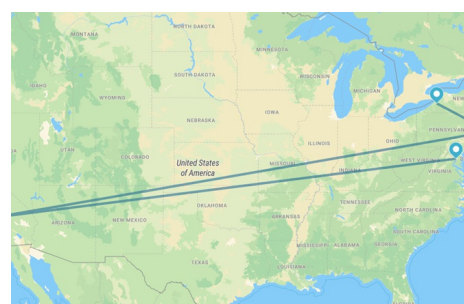 NORTH DAKOTA
MONTANA
MINNESOTA
SOUTH DAKOTA
WISCONSIN
MICHIGAN
IDAHO
WYOMING
IOWA
NEBRASKA
PENNSYLVAN
ILLINOIS
OHIO
UTAH
COLORADO
United States
of America
MISSOURI
INDIANA
WEST VIRGINIA
VIRGINIA
TENNESSEE
OKLAHOMA
ARIZONA
NEW MEXICO
NORTH CAROLINA
ARKANSAS
SOUTH CAROLINA
MISSISSIPPI
ALABAMA
GEORGIA
TEXAS
LOUISIANA